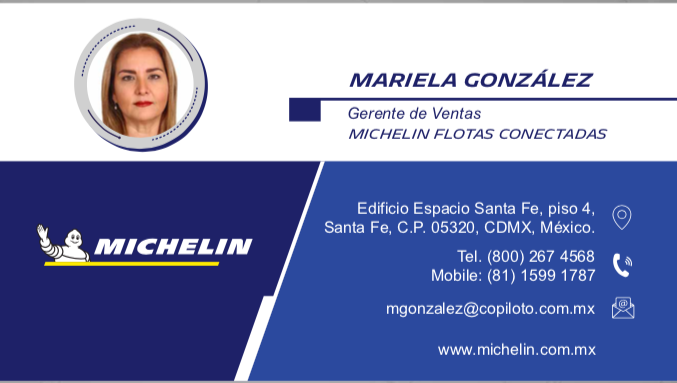 MARIELA GONZÁLEZ
Gerente de Ventas
MICHELIN FLOTAS CONECTADAS
MICHELIN
Edificio Espacio Santa Fe, piso 4,
Santa Fe, C.P. 05320, CDMX, México.
Tel. (800) 267 4568
Mobile: (81) 1599 1787
mgonzalez@copiloto.com.mx
www.michelin.com.mx